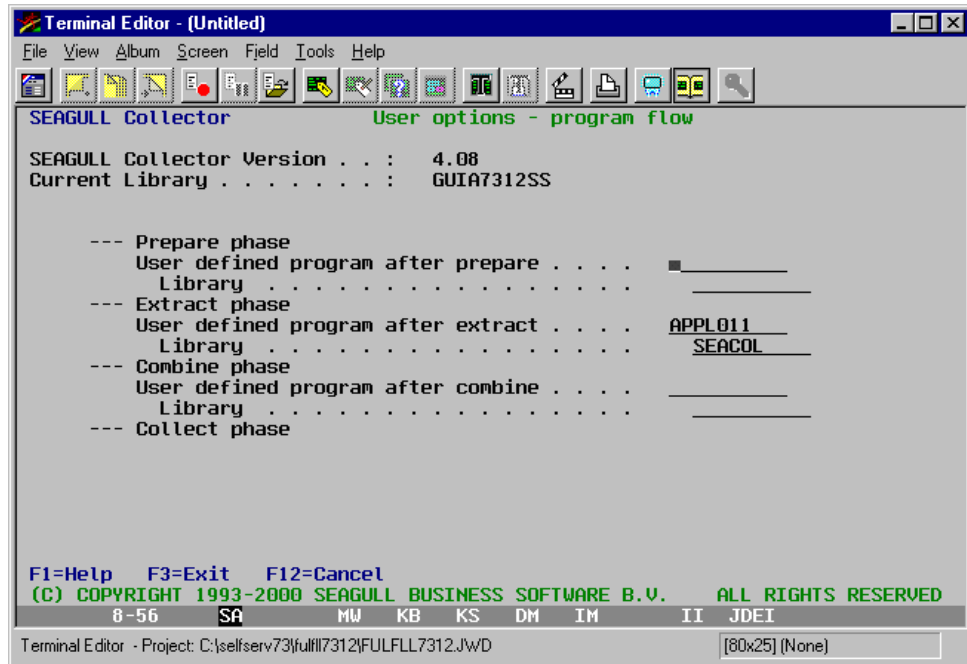 Terminal Editor - (Untitled)
File View Album Screen Field Tools Help
SEAGULL Collector User options - program flow
SEAGULL Collector Version . . : 4.08
Current Library . . . . . . . : GUIA7312SS
--- Prepare phase
User defined program after prepare . . . .
Library . . . . . . . . . . . . . . . .
--- Extract phase
User defined program after extract . . . . APPL011
Library . . . . . . . . . . . . . . . . SEACOL
--- Combine phase
User defined program after combine . . . .
Library . . . . . . . . . . . . . . . .
--- Collect phase
F1=Help F3=Exit F12=Cancel
(C) COPYRIGHT 1993-2000 SEAGULL BUSINESS SOFTWARE B.V. ALL RIGHTS RESERVED
8-56 SA MW KB KS DM IM II JDEI
Terminal Editor - Project: C:\selfserv73\fulfill7312\FULFLL7312.JWD [80x25] (None)